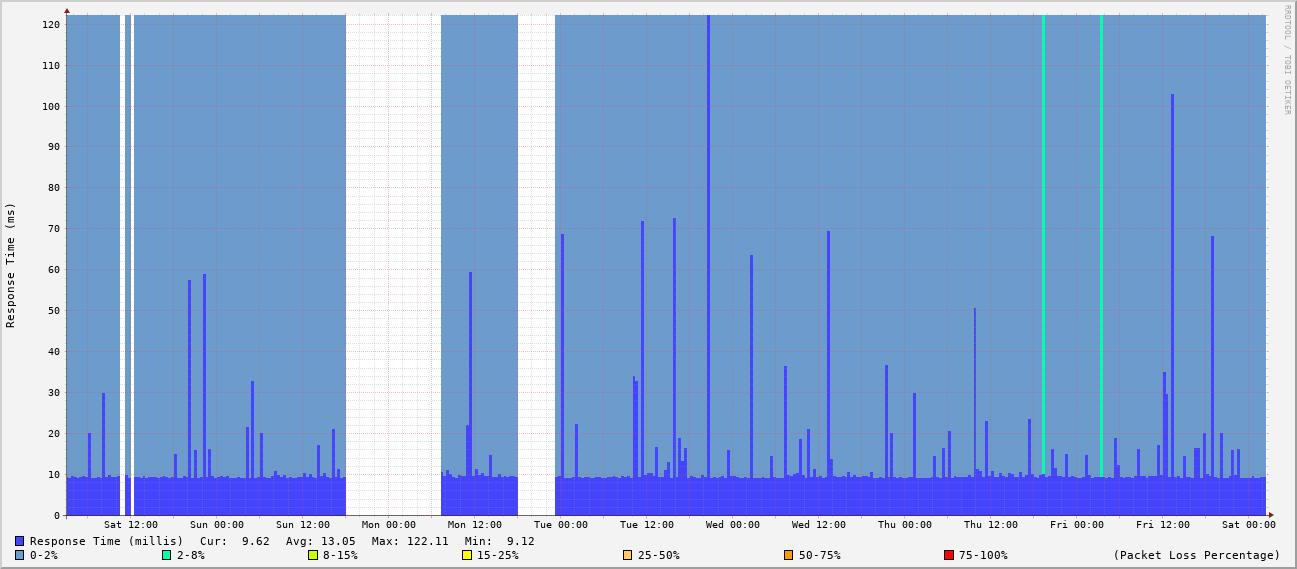 RRDTOOL / TOBI OETIKER
Response Time (ms)
120
110
100
90
80
70
60
50
40
30
20
10
0
Sat 12:00 Sun 00:00 Sun 12:00 Mon 00:00 Mon 12:00 Tue 00:00 Tue 12:00 Wed 00:00 Wed 12:00 Thu 00:00 Thu 12:00 Fri 00:00 Fri 12:00 Sat 00:00
Response Time (millis) Cur: 9.62 Avg: 13.05 Max: 122.11 Min: 9.12
0-2% 2-8% 8-15% 15-25% 25-50% 50-75% 75-100% (Packet Loss Percentage)